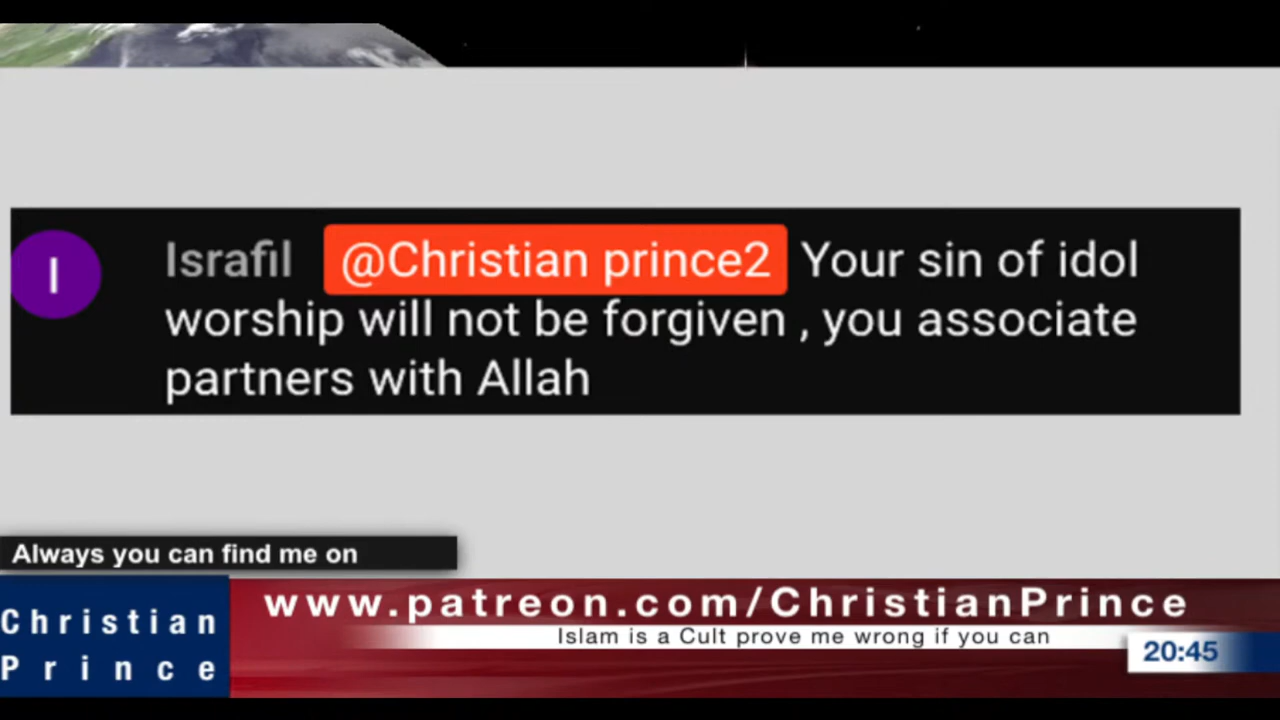 I
Israfil @Christian prince2 Your sin of idol
worship will not be forgiven , you associate
partners with Allah
Always you can find me on
Christian
Prince
www.patreon.com/ChristianPrince
Islam is a Cult prove me wrong if you can
20:45